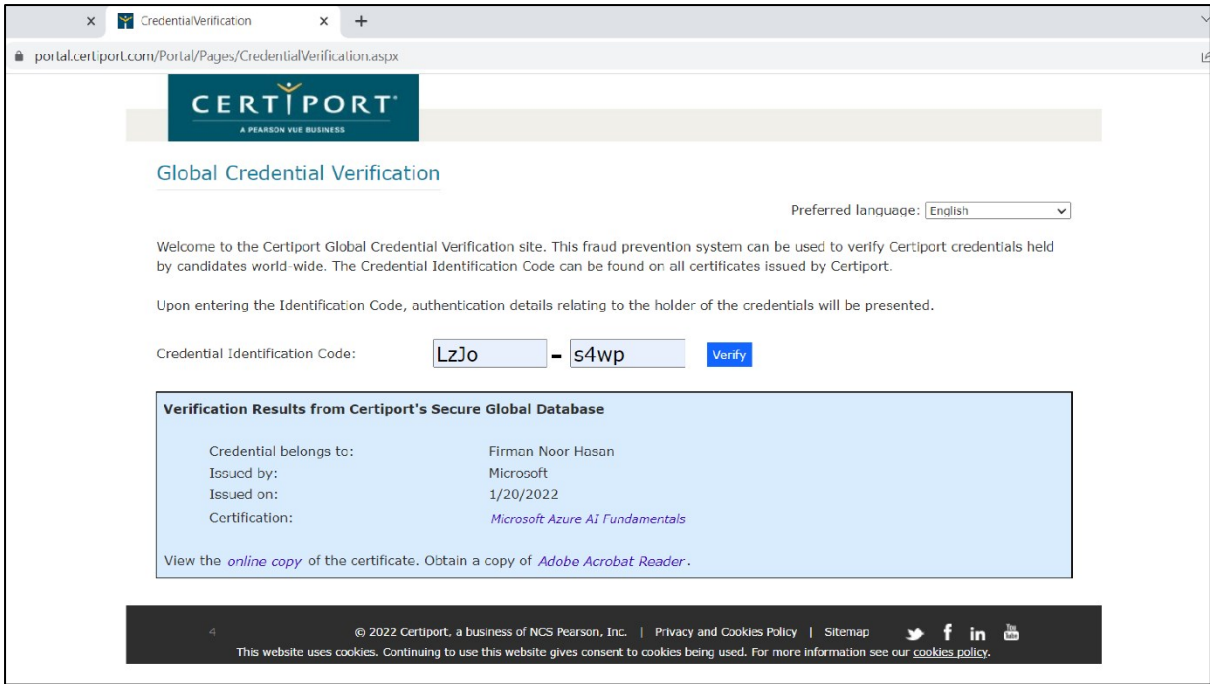 CredentialVerification
portal.certiport.com/Portal/Pages/CredentialVerification.aspx
CERTIPORT
A PEARSON VUE BUSINESS
Global Credential Verification
Preferred language: English
Welcome to the Certiport Global Credential Verification site. This fraud prevention system can be used to verify Certiport credentials held
by candidates world-wide. The Credential Identification Code can be found on all certificates issued by Certiport.
Upon entering the Identification Code, authentication details relating to the holder of the credentials will be presented.
Credential Identification Code: LzJo - s4wp Verify
Verification Results from Certiport's Secure Global Database
Credential belongs to: Firman Noor Hasan
Issued by: Microsoft
Issued on: 1/20/2022
Certification: Microsoft Azure AI Fundamentals
View the online copy of the certificate. Obtain a copy of Adobe Acrobat Reader.
4 © 2022 Certiport, a business of NCS Pearson, Inc. | Privacy and Cookies Policy | Sitemap f in You Tube
This website uses cookies. Continuing to use this website gives consent to cookies being used. For more information see our cookies policy.